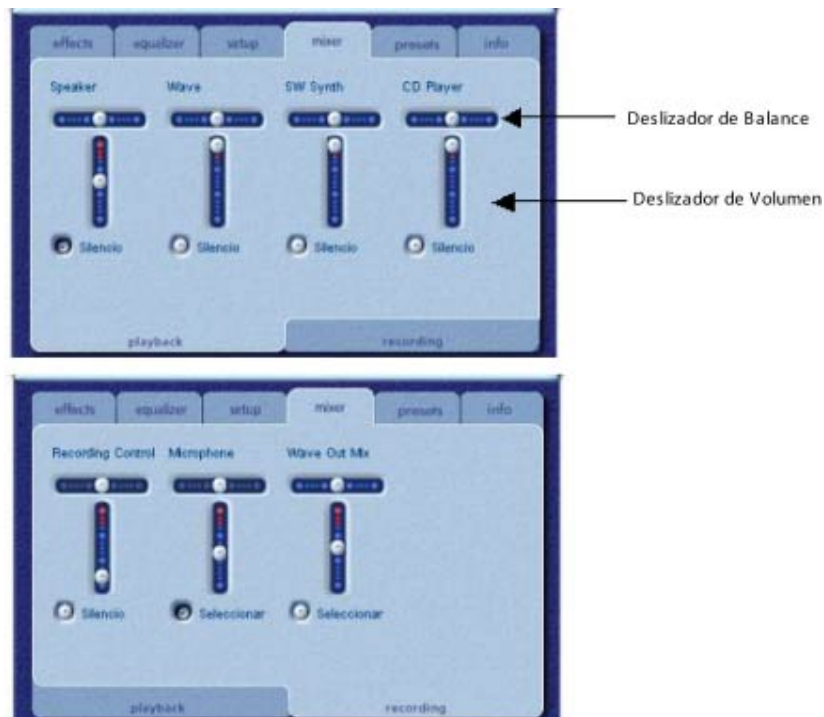 effects equalizer setup mixer presets info
Speaker Wave SW Synth CD Player
Deslizador de Balance
Deslizador de Volumen
Silencio Silencio Silencio Silencio
playback recording
effects equalizer setup mixer presets info
Recording Control Microphone Wave Out Mix
Silencio Seleccionar Seleccionar
playback recording